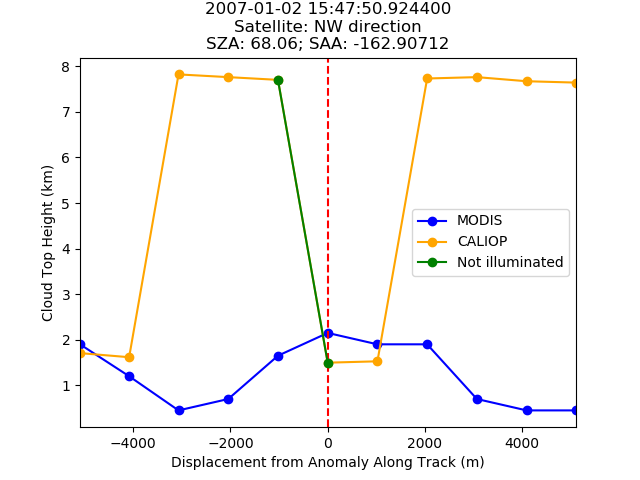 2007-01-02 15:47:50.924400
Satellite: NW direction
SZA: 68.06; SAA: -162.90712
8
7
6
5
4
3
2
1
Cloud Top Height (km)
MODIS
CALIOP
Not illuminated
−4000 −2000 0 2000 4000
Displacement from Anomaly Along Track (m)